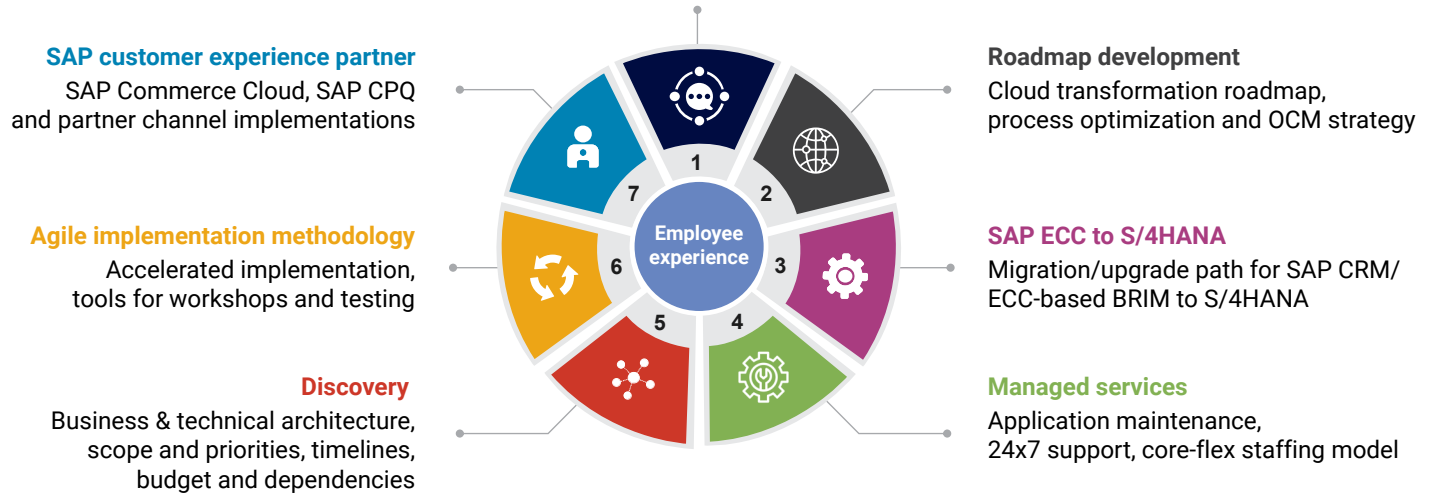 SAP customer experience partner
SAP Commerce Cloud, SAP CPQ
and partner channel implementations
Agile implementation methodology
Accelerated implementation,
tools for workshops and testing
Discovery
Business & technical architecture,
scope and priorities, timelines,
budget and dependencies
1
2
3
4
5
6
7
Employee
experience
Roadmap development
Cloud transformation roadmap,
process optimization and OCM strategy
SAP ECC to S/4HANA
Migration/upgrade path for SAP CRM/
ECC-based BRIM to S/4HANA
Managed services
Application maintenance,
24x7 support, core-flex staffing model